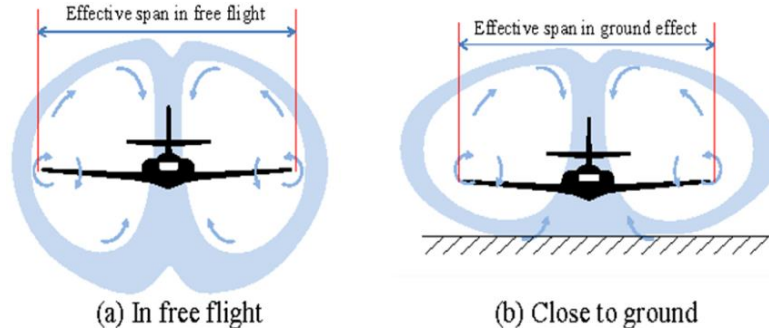 Effective span in free flight
Effective span in ground effect
(a) In free flight
(b) Close to ground